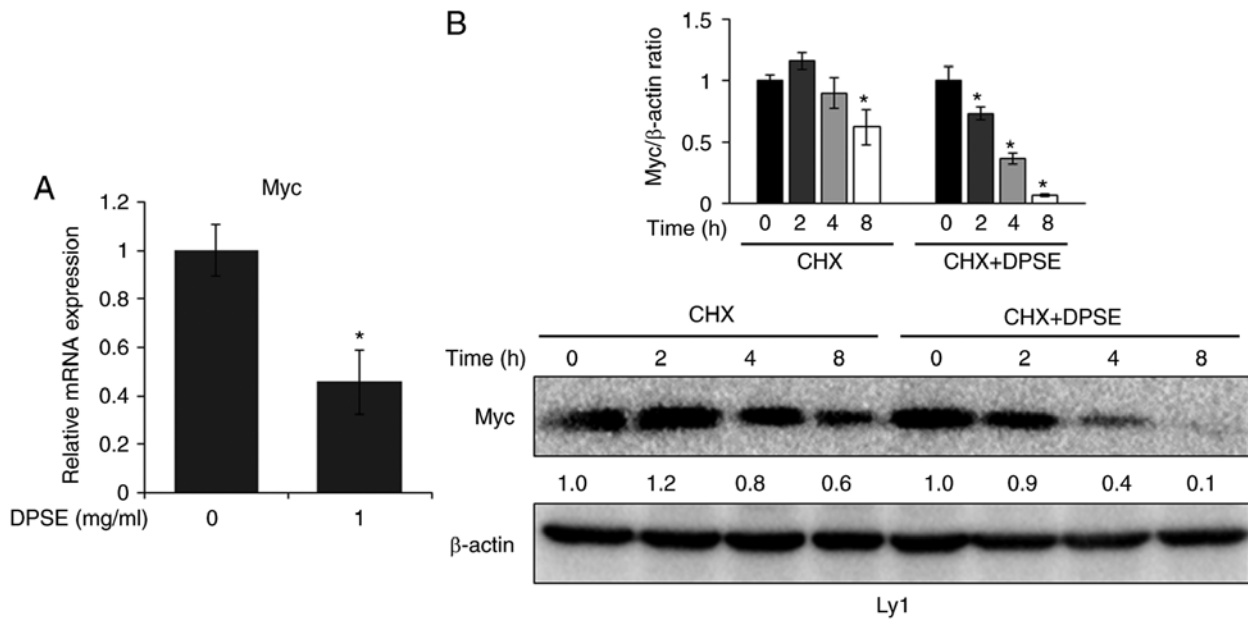 A
Myc
Relative mRNA expression
1.2
1
0.8
0.6
0.4
0.2
0
DPSE (mg/ml) 0 1
*
B
Myc/β-actin ratio
1.5
1
0.5
0
* * * *
Time (h) 0 2 4 8 0 2 4 8
CHX CHX+DPSE
CHX CHX+DPSE
Time (h) 0 2 4 8 0 2 4 8
Myc
1.0 1.2 0.8 0.6 1.0 0.9 0.4 0.1
β-actin
Ly1